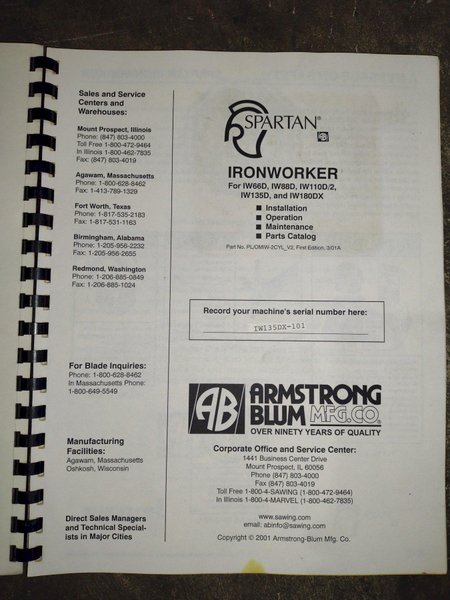 Sales and Service
Centers and
Warehouses:
Mount Prospect, Illinois
Phone: (847) 803-4000
Toll Free 1-800-472-9464
In Illinois 1-800-462-7835
Fax: (847) 803-4019
Agawam, Massachusetts
Phone: 1-800-628-8462
Fax: 1-413-789-1329
Fort Worth, Texas
Phone: 1-817-535-2183
Fax: 1-817-531-1163
Birmingham, Alabama
Phone: 1-205-956-2232
Fax: 1-205-956-2655
Redmond, Washington
Phone: 1-206-885-0849
Fax: 1-206-885-1024
For Blade Inquiries:
Phone: 1-800-628-8462
In Massachusetts Phone:
1-800-649-5549
Manufacturing
Facilities:
Agawam, Massachusetts
Oshkosh, Wisconsin
Direct Sales Managers
and Technical Special-
ists in Major Cities
SPARTAN®
AB
IRONWORKER
For IW66D, IW88D, IW110D/2,
IW135D, and IW180DX
■ Installation
■ Operation
■ Maintenance
■ Parts Catalog
Part No. PL/OMIW-2CYL_V2, First Edition, 3/01A
Record your machine's serial number here:
IW135DX-101
AB
ARMSTRONG
BLUM MFG.CO.
OVER NINETY YEARS OF QUALITY
Corporate Office and Service Center:
1441 Business Center Drive
Mount Prospect, IL 60056
Phone (847) 803-4000
Fax (847) 803-4019
Toll Free 1-800-4-SAWING (1-800-472-9464)
In Illinois 1-800-4-MARVEL (1-800-462-7835)
www.sawing.com
email: abinfo@sawing.com
Copyright © 2001 Armstrong-Blum Mfg. Co.